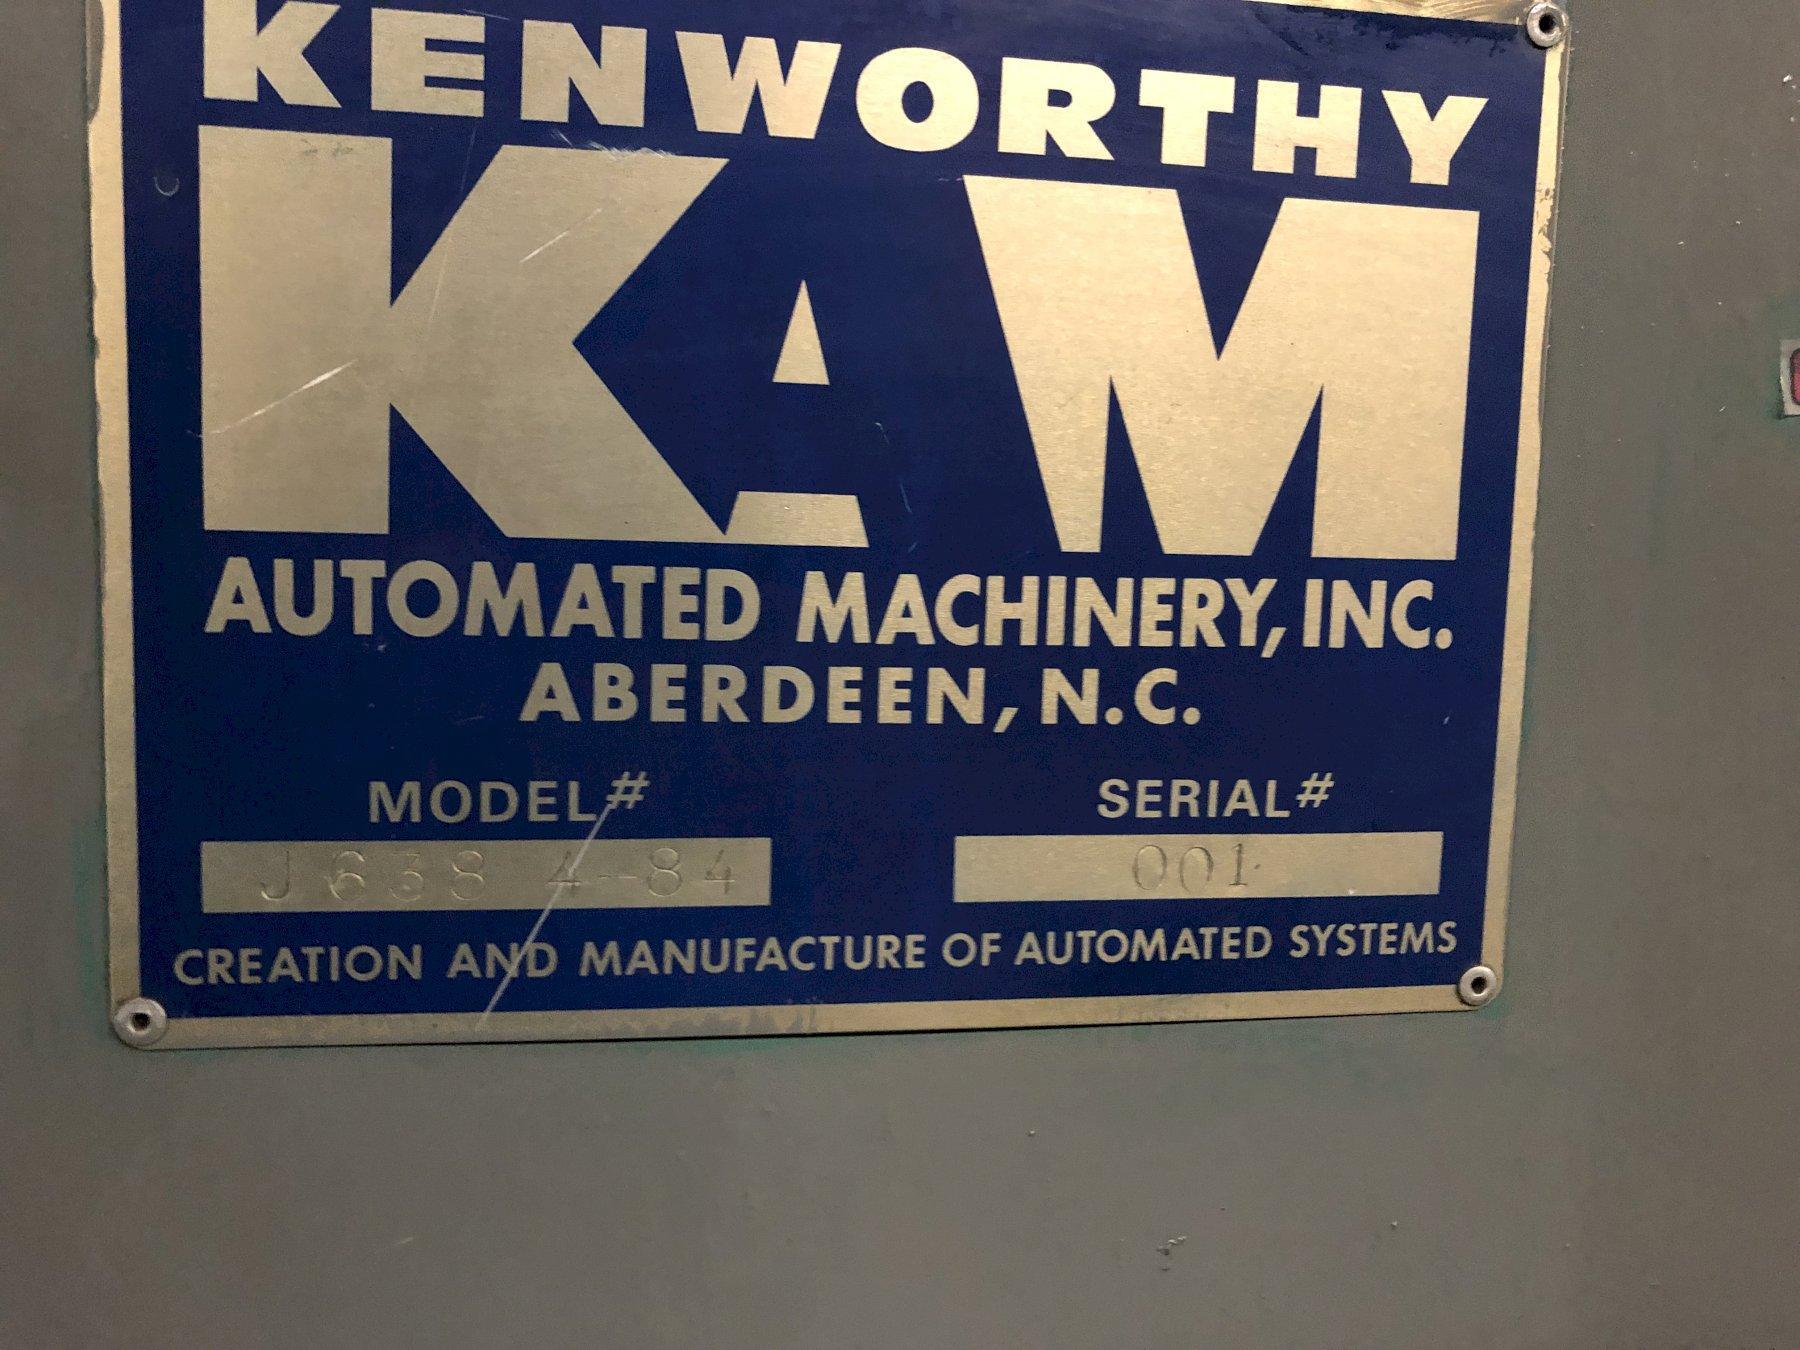 KENWORTHY
KAM
AUTOMATED MACHINERY, INC.
ABERDEEN, N.C.
MODEL# SERIAL#
J638 4-84 001
CREATION AND MANUFACTURE OF AUTOMATED SYSTEMS